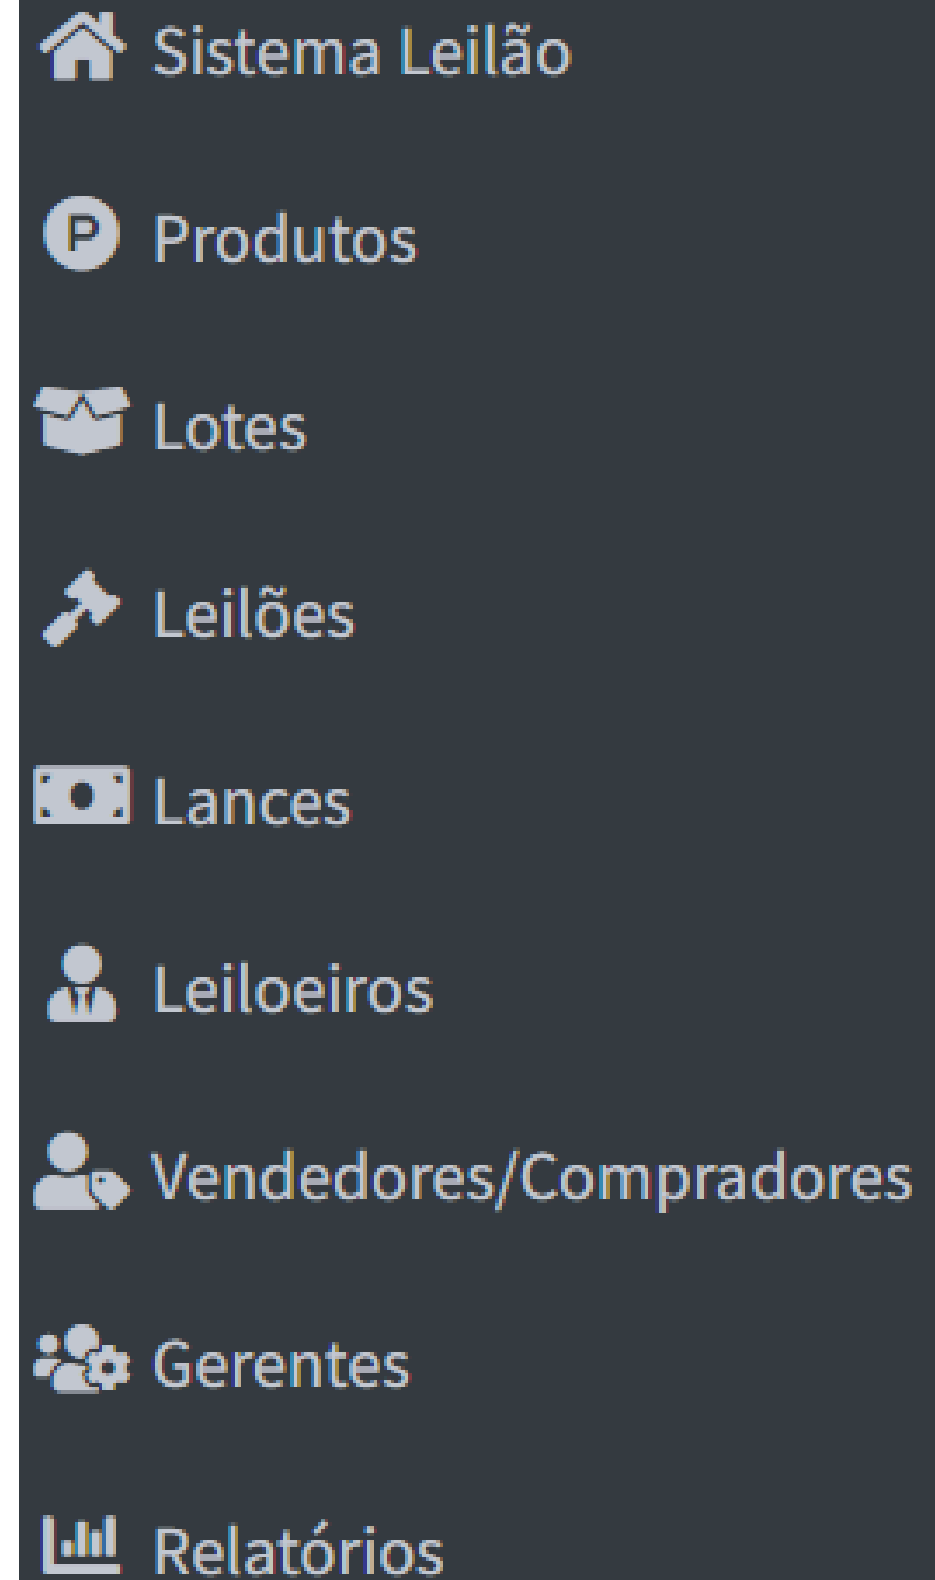 Sistema Leilão
P Produtos
Lotes
Leilões
Lances
Leiloeiros
Vendedores/Compradores
Gerentes
Relatórios